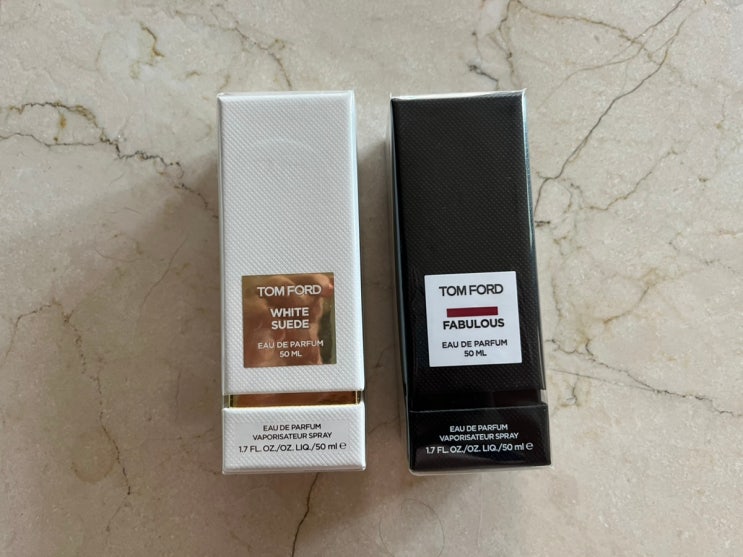 TOM FORD
WHITE
SUEDE
EAU DE PARFUM
50 ML
EAU DE PARFUM
VAPORISATEUR SPRAY
1.7 FL. OZ./OZ. LIQ./50 ml ℮
TOM FORD
FABULOUS
EAU DE PARFUM
50 ML
EAU DE PARFUM
VAPORISATEUR SPRAY
1.7 FL. OZ./OZ. LIQ./50 ml ℮